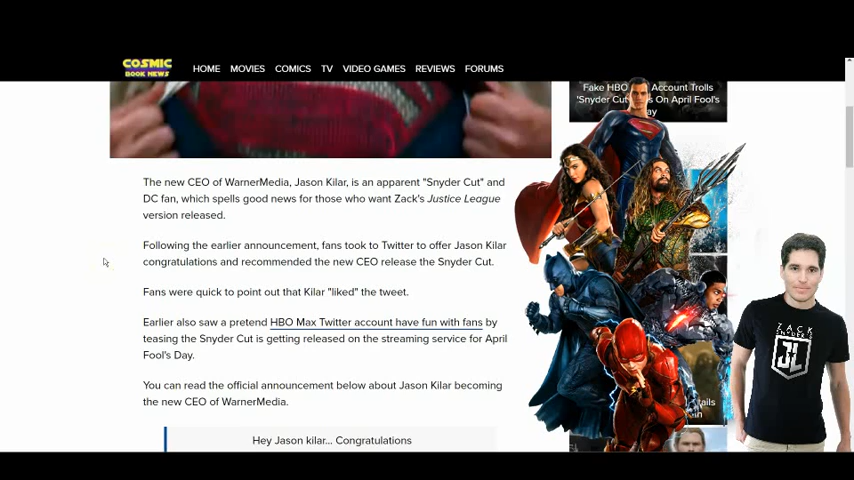 COSMIC
BOOK NEWS
HOME MOVIES COMICS TV VIDEO GAMES REVIEWS FORUMS
Fake HBO Account Trolls
'Snyder Cut On April Fool's
The new CEO of WarnerMedia, Jason Kilar, is an apparent "Snyder Cut" and
DC fan, which spells good news for those who want Zack's Justice League
version released.
Following the earlier announcement, fans took to Twitter to offer Jason Kilar
congratulations and recommended the new CEO release the Snyder Cut.
Fans were quick to point out that Kilar "liked" the tweet.
Earlier also saw a pretend HBO Max Twitter account have fun with fans by
teasing the Snyder Cut is getting released on the streaming service for April
Fool's Day.
You can read the official announcement below about Jason Kilar becoming
the new CEO of WarnerMedia.
Hey Jason kilar... Congratulations
ZACK
SNYDER'S
JL